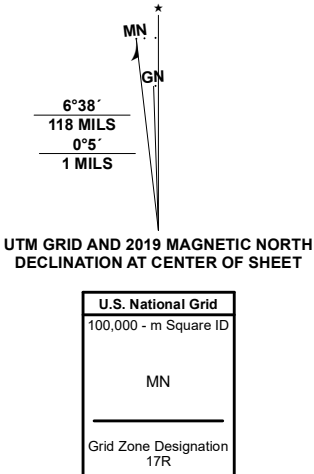 ★
MN
GN
6°38´
118 MILS
0°5´
1 MILS
UTM GRID AND 2019 MAGNETIC NORTH
DECLINATION AT CENTER OF SHEET
U.S. National Grid
100,000 - m Square ID
MN
Grid Zone Designation
17R